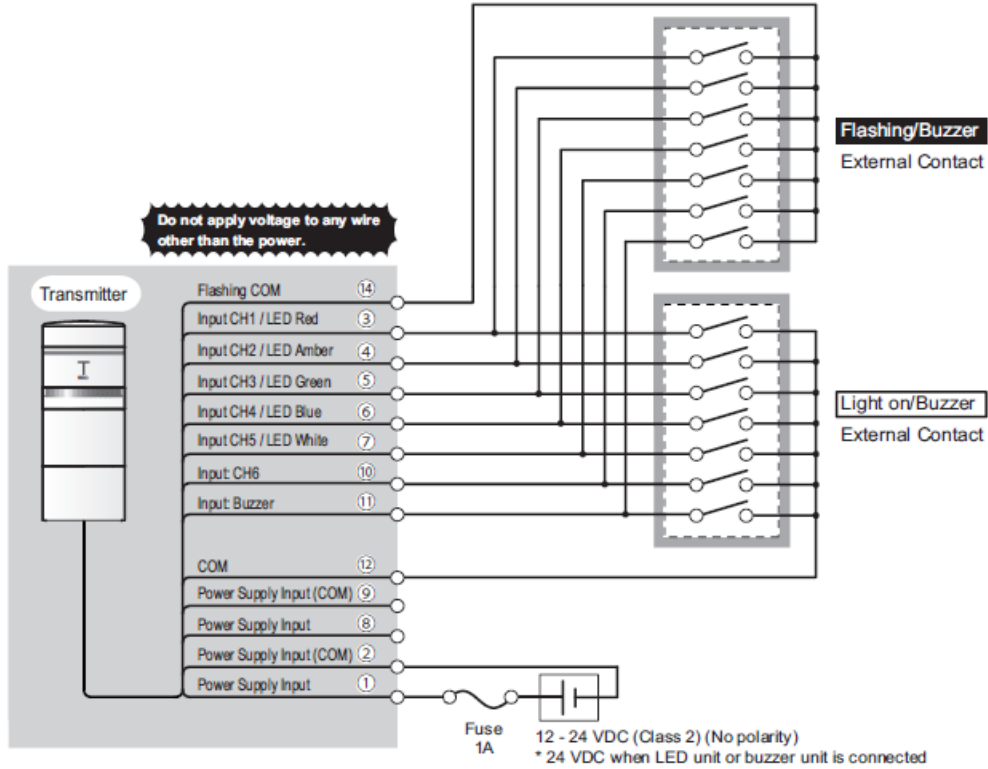 Flashing/Buzzer
External Contact
Do not apply voltage to any wire
other than the power.
Transmitter
Flashing COM ⑭
Input CH1 / LED Red ③
Input CH2 / LED Amber ④
Input CH3 / LED Green ⑤
Input CH4 / LED Blue ⑥
Input CH5 / LED White ⑦
Input: CH6 ⑩
Input: Buzzer ⑪
Light on/Buzzer
External Contact
COM ⑫
Power Supply Input (COM) ⑨
Power Supply Input ⑧
Power Supply Input (COM) ②
Power Supply Input ①
Fuse
1A
12 - 24 VDC (Class 2) (No polarity)
* 24 VDC when LED unit or buzzer unit is connected